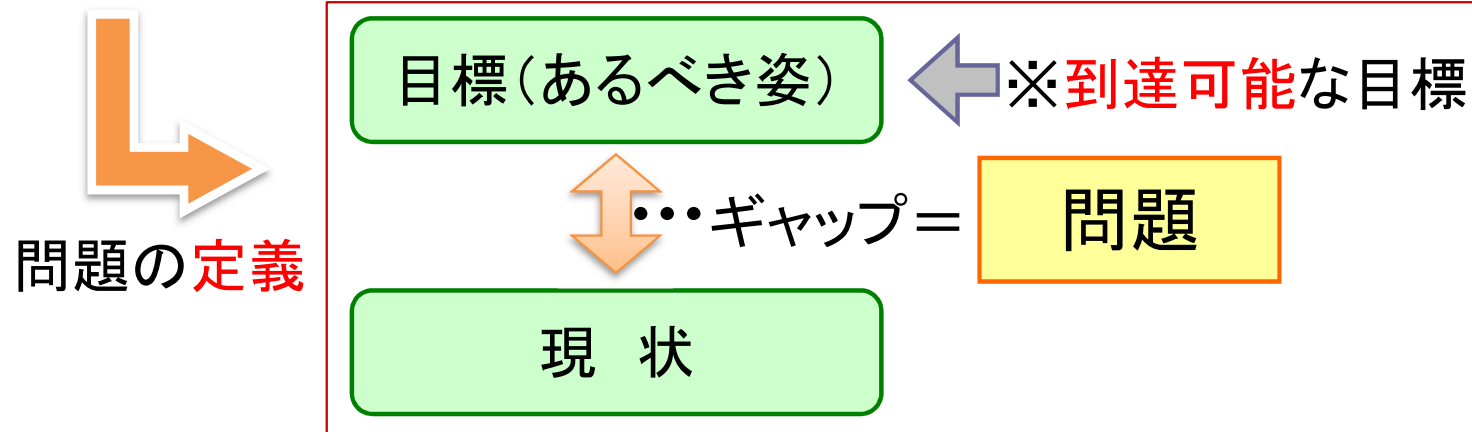 目標（あるべき姿）
※到達可能な目標
･･･ギャップ＝
問題
問題の定義
現　状